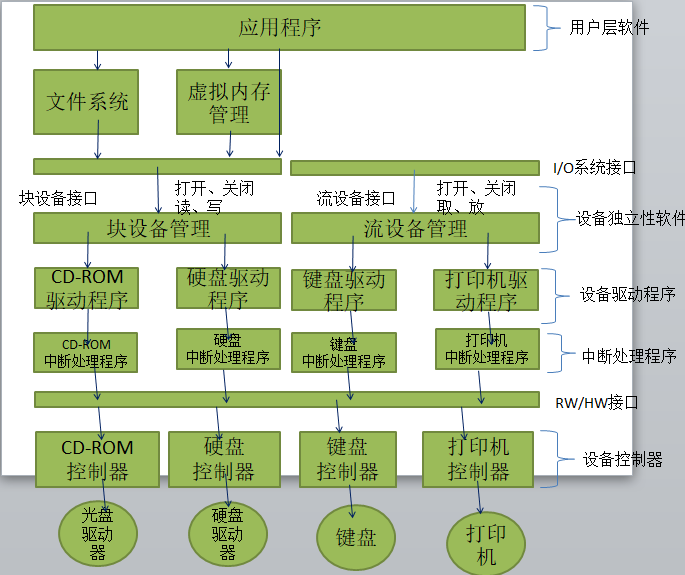 应用程序
用户层软件
文件系统
虚拟内存
管理
I/O系统接口
块设备接口
打开、关闭
读、写
流设备接口
打开、关闭
取、放
设备独立性软件
块设备管理
流设备管理
CD-ROM
驱动程序
硬盘驱动
程序
键盘驱动
程序
打印机驱
动程序
设备驱动程序
CD-ROM
中断处理程序
硬盘
中断处理程序
键盘
中断处理程序
打印机
中断处理程序
中断处理程序
RW/HW接口
CD-ROM
控制器
硬盘
控制器
键盘
控制器
打印机
控制器
设备控制器
光盘
驱动
器
硬盘
驱动
器
键盘
打印
机